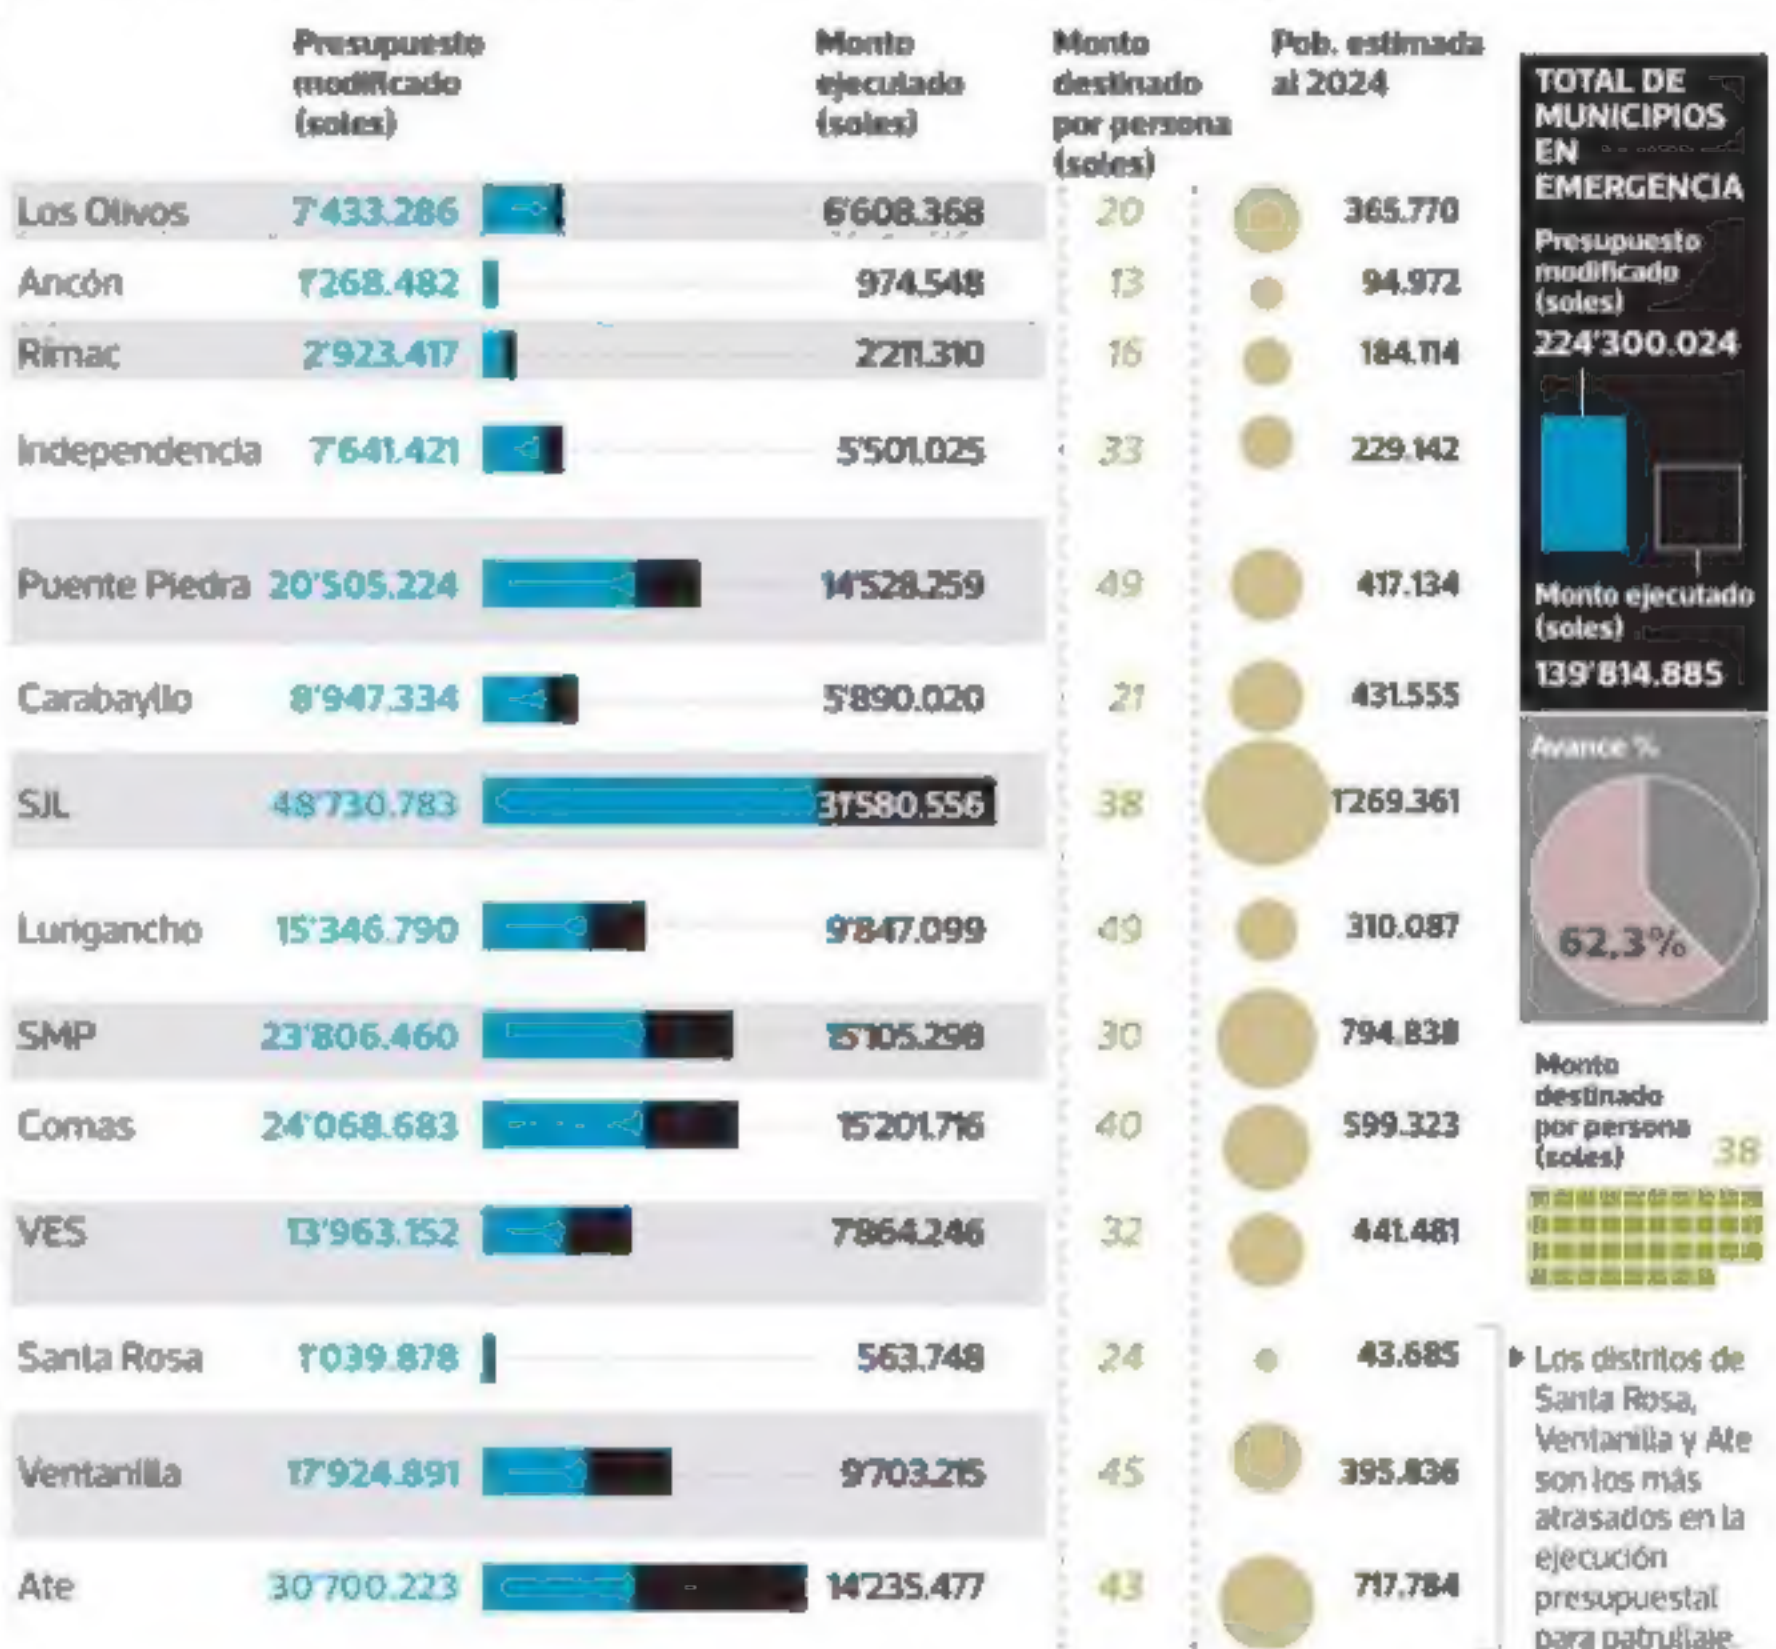 Presupuesto
modificado
(soles)
Monto
ejecutado
(soles)
Monto
destinado
por persona
(soles)
Pob. estimada
al 2024
Los Olivos 7'433.286 6'608.368 20 365.770
Ancón 1'268.482 974.548 13 94.972
Rímac 2'923.417 2'211.310 16 184.114
Independencia 7'641.421 5'501.025 33 229.142
Puente Piedra 20'505.224 14'528.259 49 417.134
Carabayllo 8'947.334 5'890.020 21 431.555
SJL 48'730.783 31'580.556 38 1'269.361
Lurigancho 15'346.790 9'847.099 49 310.087
SMP 23'806.460 15'105.298 30 794.838
Comas 24'068.683 15'201.716 40 599.323
VES 13'963.152 7'864.246 32 441.481
Santa Rosa 1'039.878 563.748 24 43.685
Ventanilla 17'924.891 9'703.215 45 395.836
Ate 30'700.223 14'235.477 43 717.784
TOTAL DE
MUNICIPIOS
EN
EMERGENCIA
Presupuesto
modificado
(soles)
224'300.024
Monto ejecutado
(soles)
139'814.885
Avance %
62,3%
Monto
destinado
por persona
(soles) 38
Los distritos de
Santa Rosa,
Ventanilla y Ate
son los más
atrasados en la
ejecución
presupuestal
para patrullaje